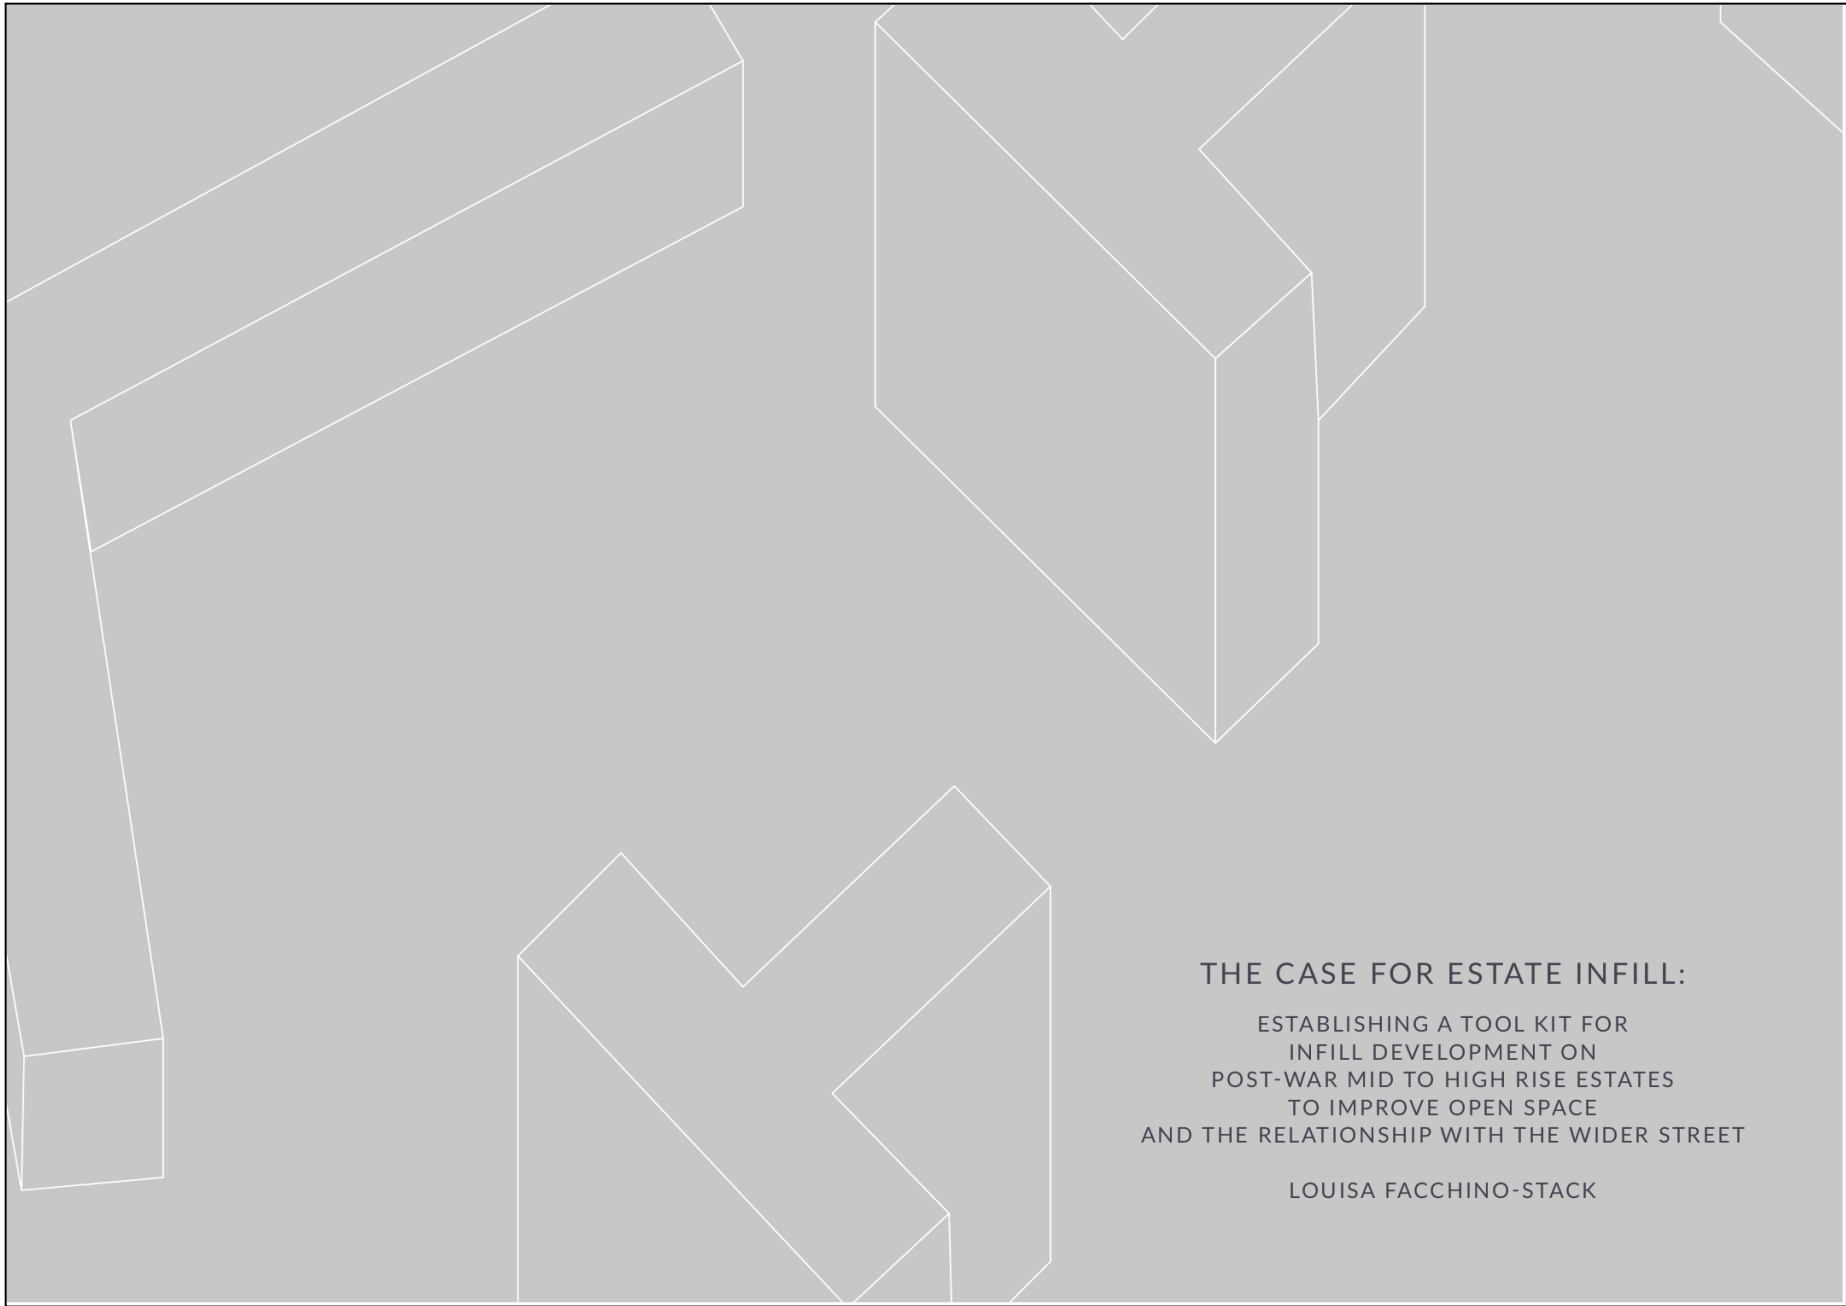 THE CASE FOR ESTATE INFILL:
ESTABLISHING A TOOL KIT FOR
INFILL DEVELOPMENT ON
POST-WAR MID TO HIGH RISE ESTATES
TO IMPROVE OPEN SPACE
AND THE RELATIONSHIP WITH THE WIDER STREET
LOUISA FACCHINO-STACK